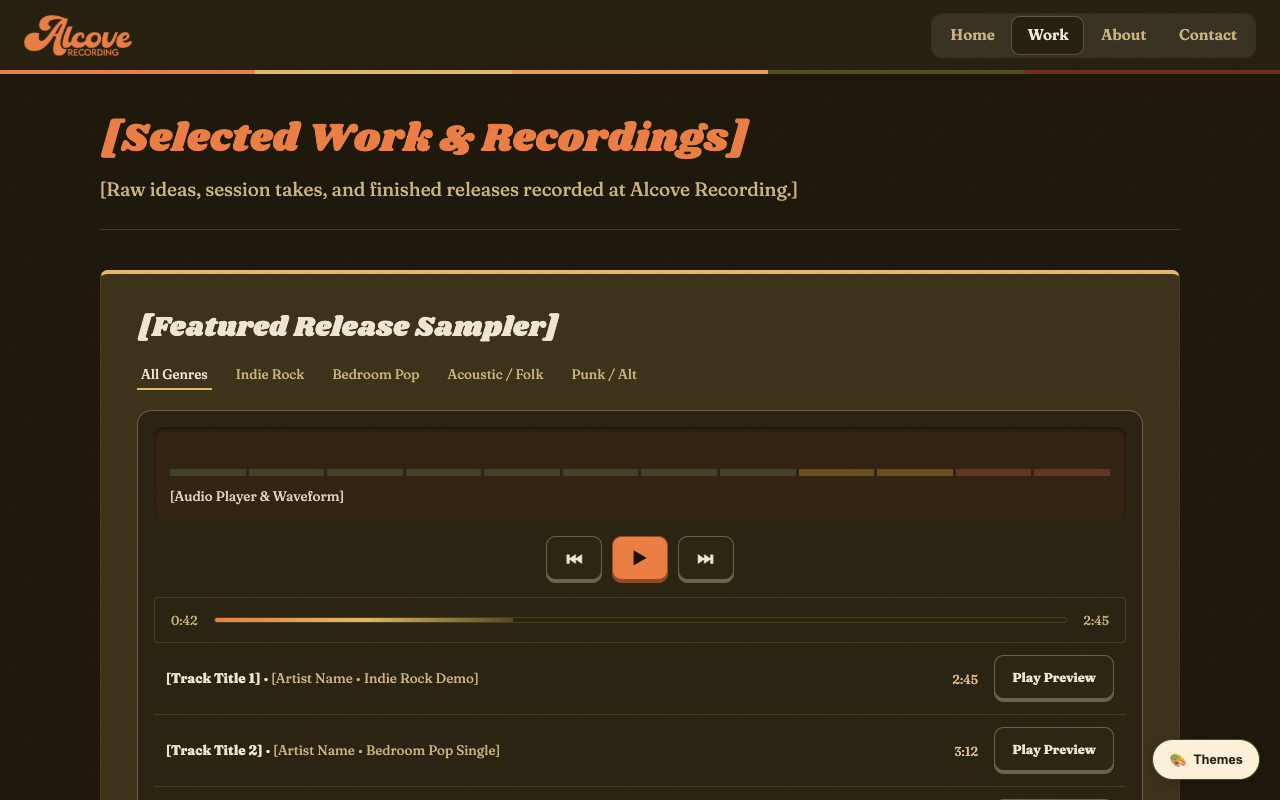 Alcove
RECORDING
Home
Work
About
Contact
[Selected Work & Recordings]
[Raw ideas, session takes, and finished releases recorded at Alcove Recording.]
[Featured Release Sampler]
All Genres
Indie Rock
Bedroom Pop
Acoustic / Folk
Punk / Alt
[Audio Player & Waveform]
0:42
2:45
[Track Title 1] • [Artist Name • Indie Rock Demo]
2:45
Play Preview
[Track Title 2] • [Artist Name • Bedroom Pop Single]
3:12
Play Preview
Themes